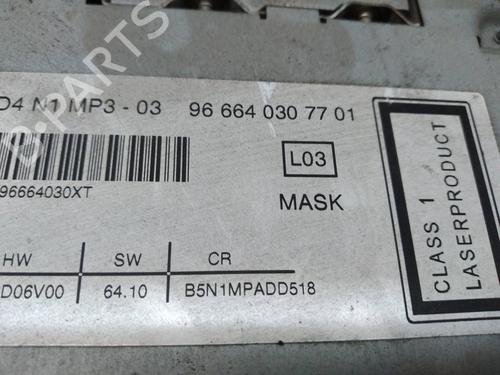 D4 N1 MP3 - 03 96 664 030 77 01
96664030XT
L03
MASK
HW SW CR
D06V00 64.10 B5N1MPADD518
CLASS 1
LASERPRODUCT
B-PARTS